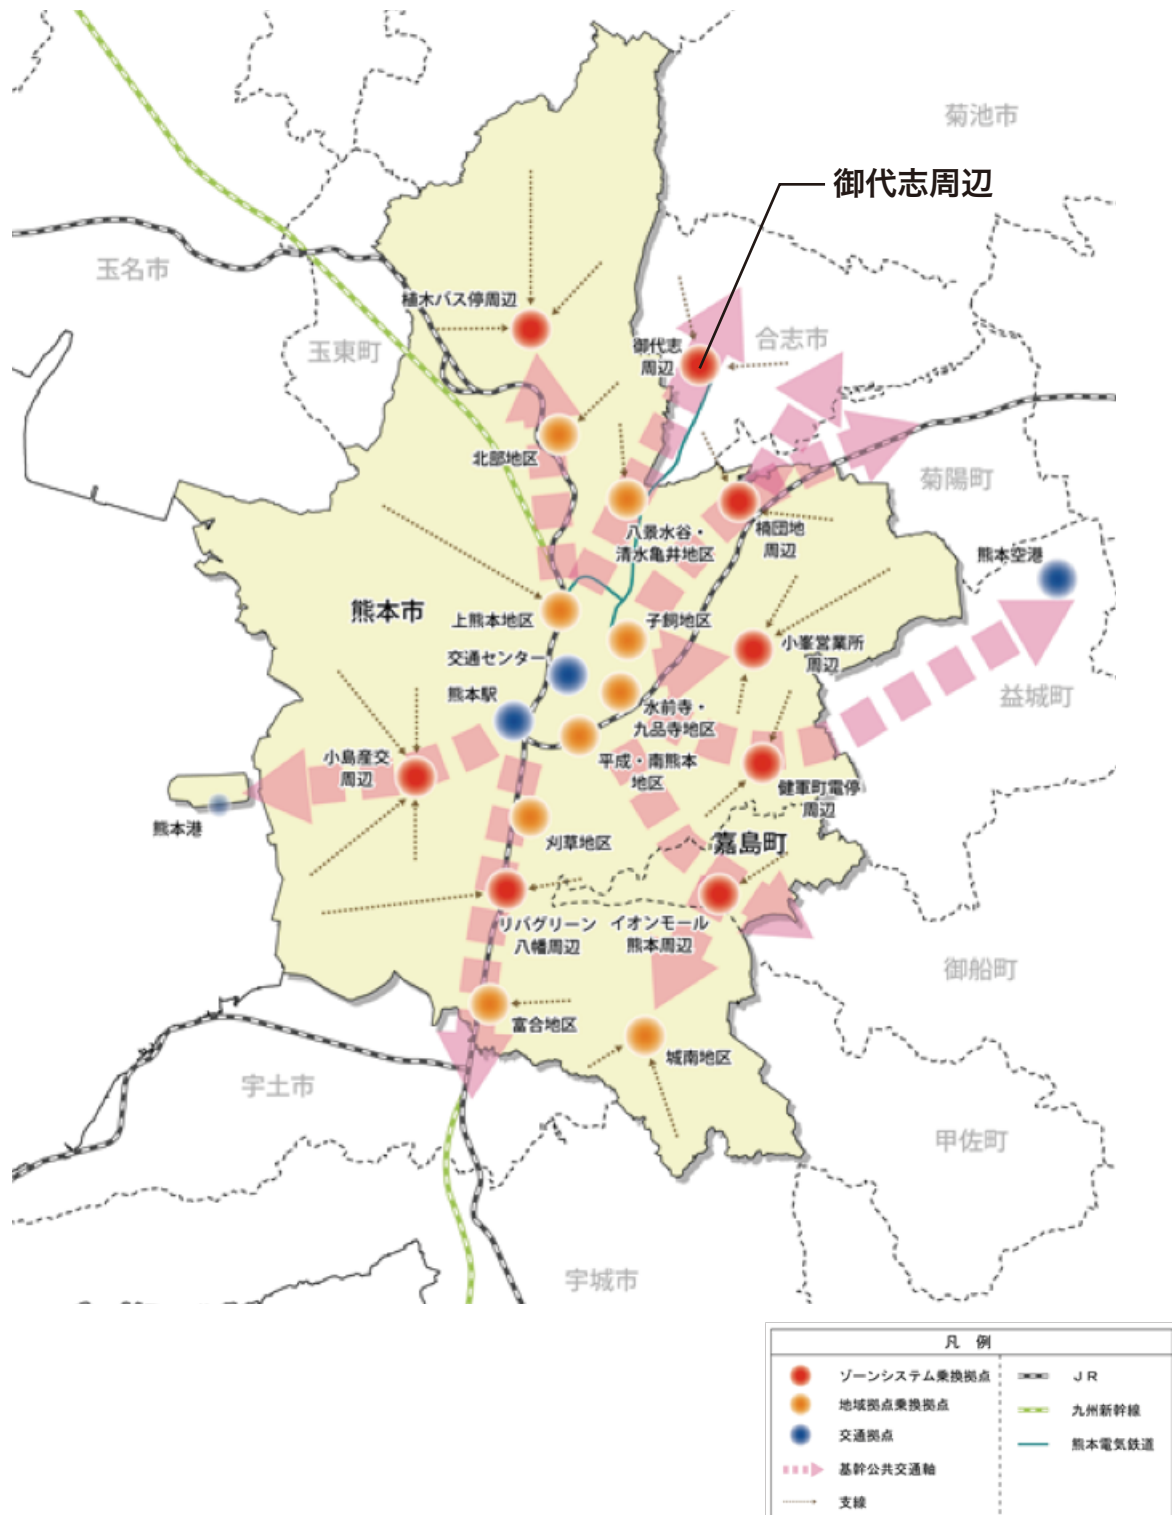 菊池市
御代志周辺
玉名市
植木バス停周辺
玉東町
御代志
周辺
合志市
北部地区
菊陽町
八景水谷・
清水亀井地区
楠団地
周辺
熊本空港
熊本市
上熊本地区
子飼地区
交通センター
小峯営業所
周辺
熊本駅
水前寺・
九品寺地区
益城町
小島産交
周辺
平成・南熊本
地区
健軍町電停
周辺
熊本港
刈草地区
嘉島町
リバグリーン
八幡周辺
イオンモール
熊本周辺
御船町
富合地区
城南地区
宇土市
甲佐町
宇城市
凡 例
ゾーンシステム乗換拠点
地域拠点乗換拠点
交通拠点
基幹公共交通軸
支線
JR
九州新幹線
熊本電気鉄道